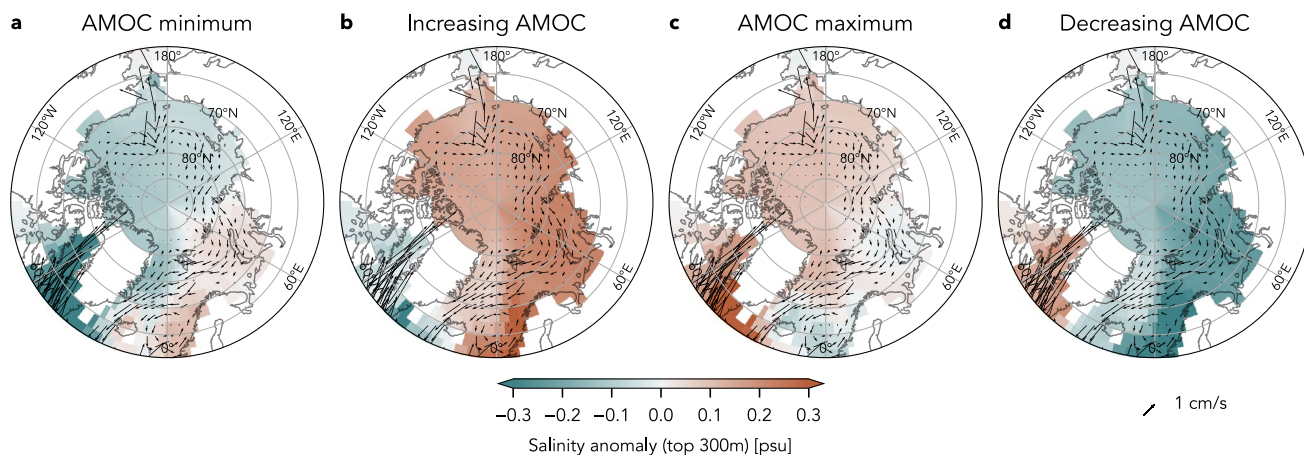 a AMOC minimum
b Increasing AMOC
c AMOC maximum
d Decreasing AMOC
180° 180° 180° 180°
120°W 70°N 120°E 120°W 70°N 120°E 120°W 70°N 120°E 120°W 70°N 120°E
80°N 80°N 80°N 80°N
60°E 60°E 60°E 60°E
0° 0° 0° 0°
−0.3 −0.2 −0.1 0.0 0.1 0.2 0.3
Salinity anomaly (top 300m) [psu]
1 cm/s